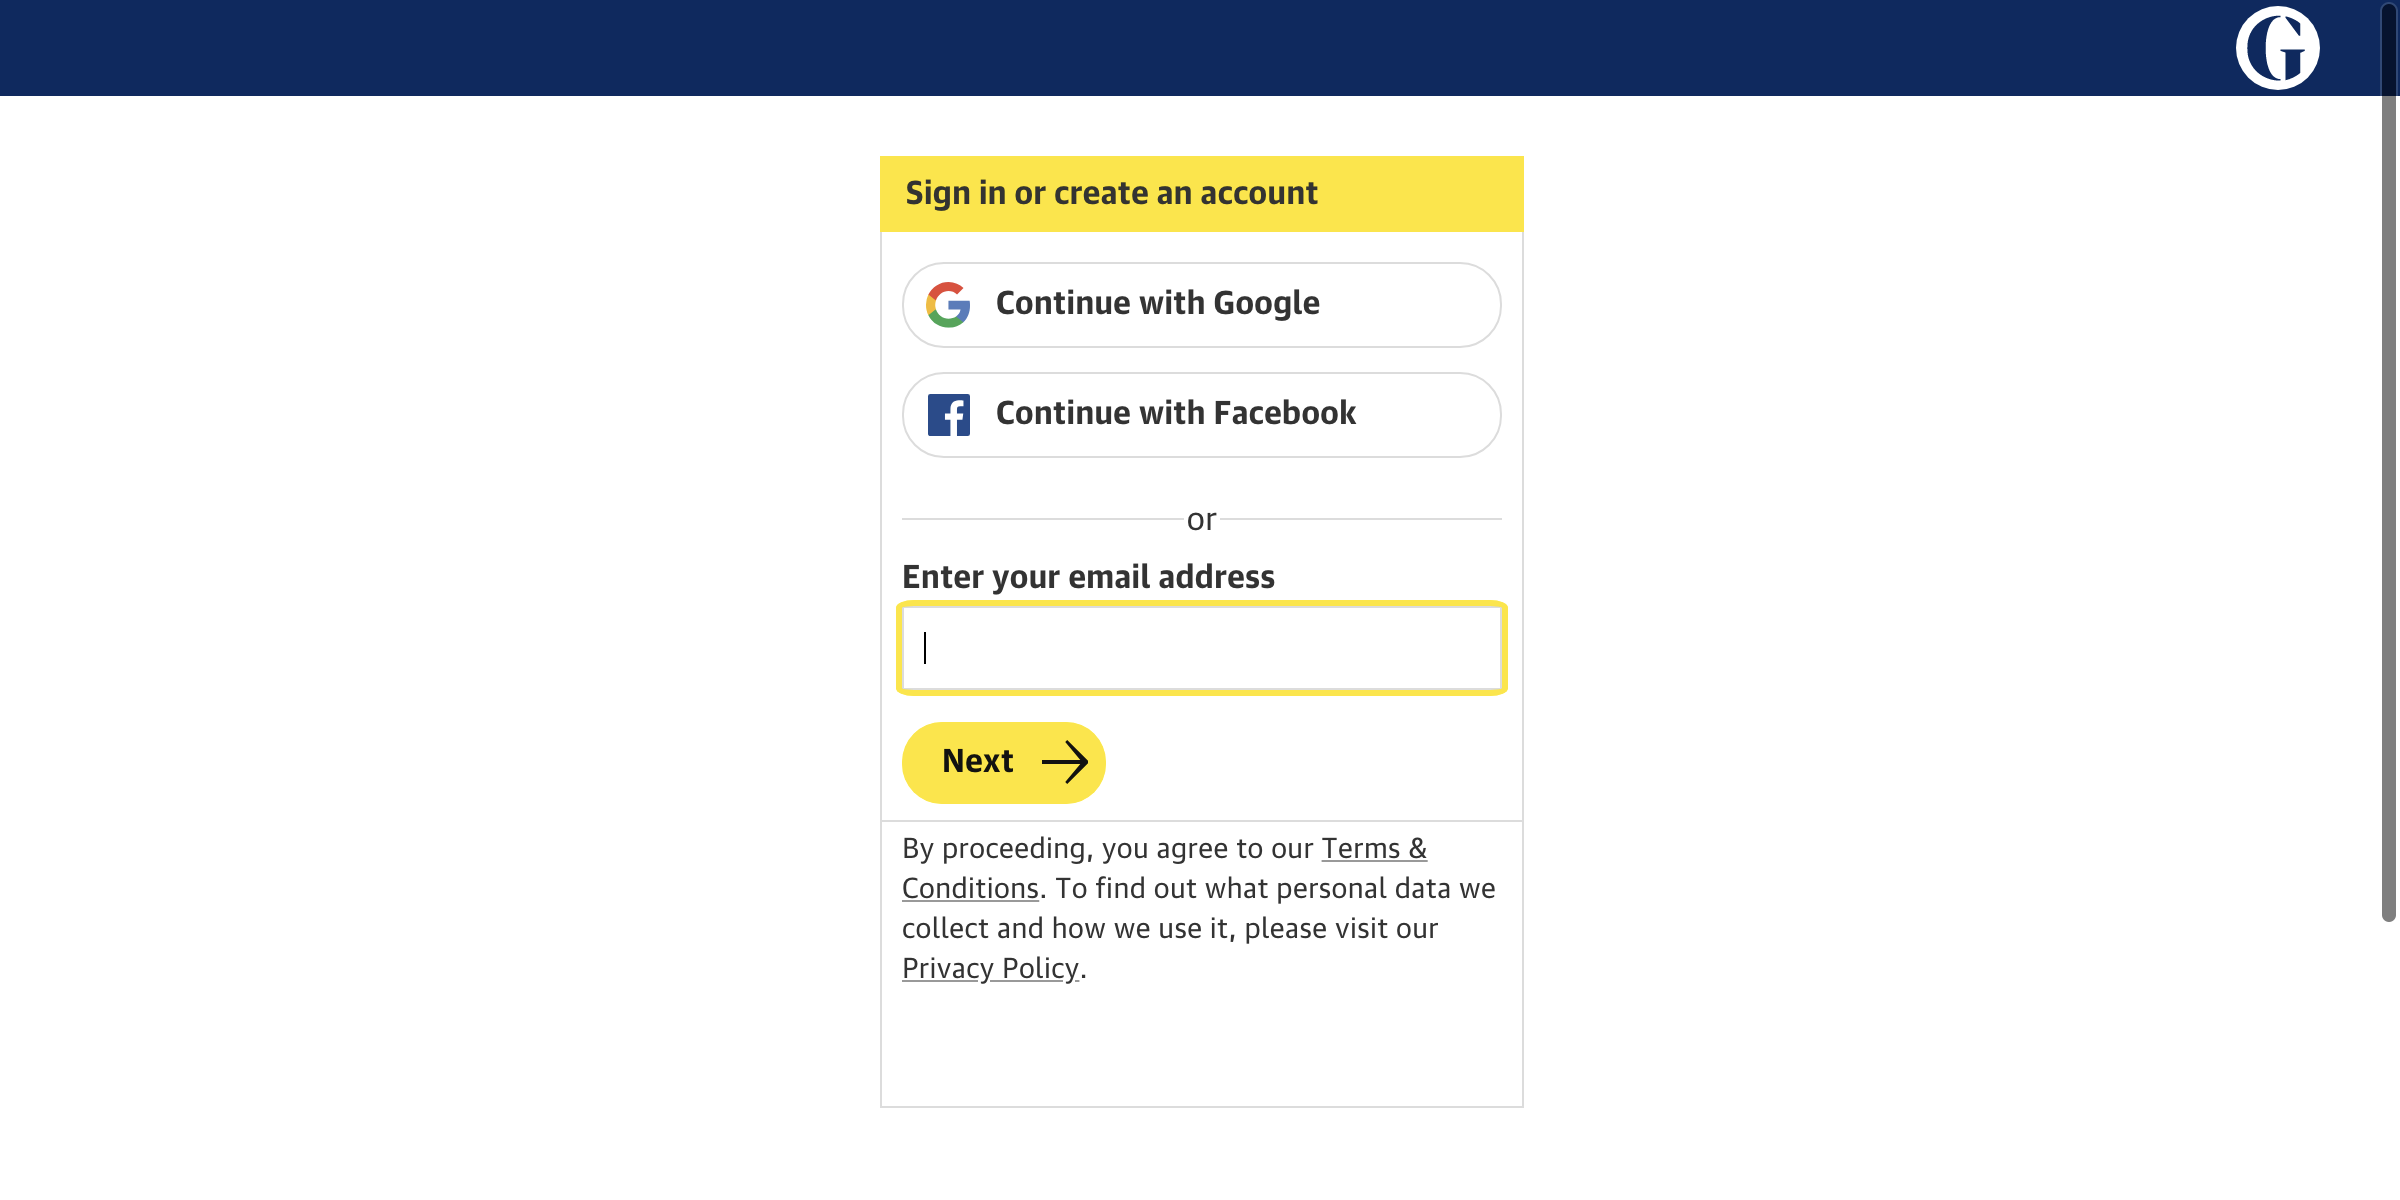 G
Sign in or create an account
Continue with Google
Continue with Facebook
or
Enter your email address
Next
By proceeding, you agree to our Terms &
Conditions. To find out what personal data we
collect and how we use it, please visit our
Privacy Policy.